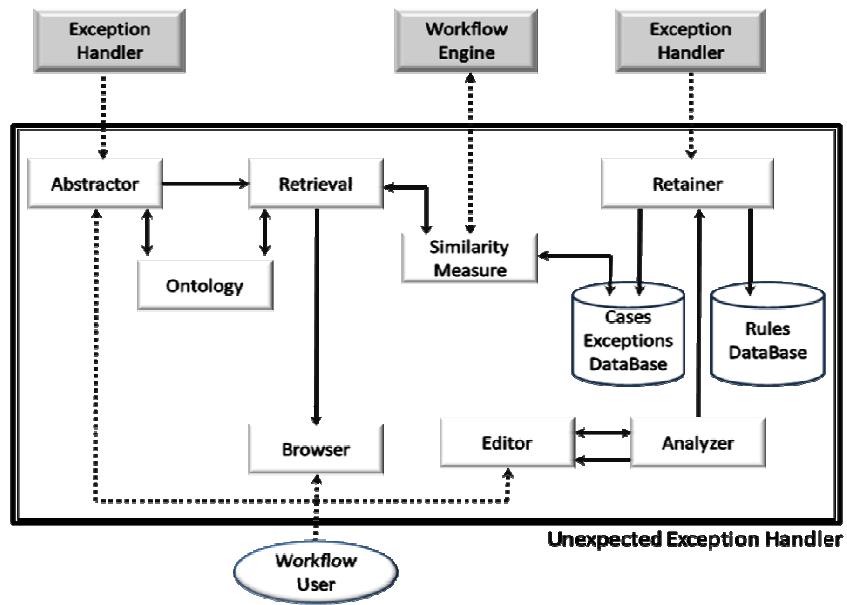 Exception
Handler
Workflow
Engine
Exception
Handler
Abstractor
Retrieval
Retainer
Similarity
Measure
Ontology
Cases
Exceptions
DataBase
Rules
DataBase
Browser
Editor
Analyzer
Unexpected Exception Handler
Workflow
User